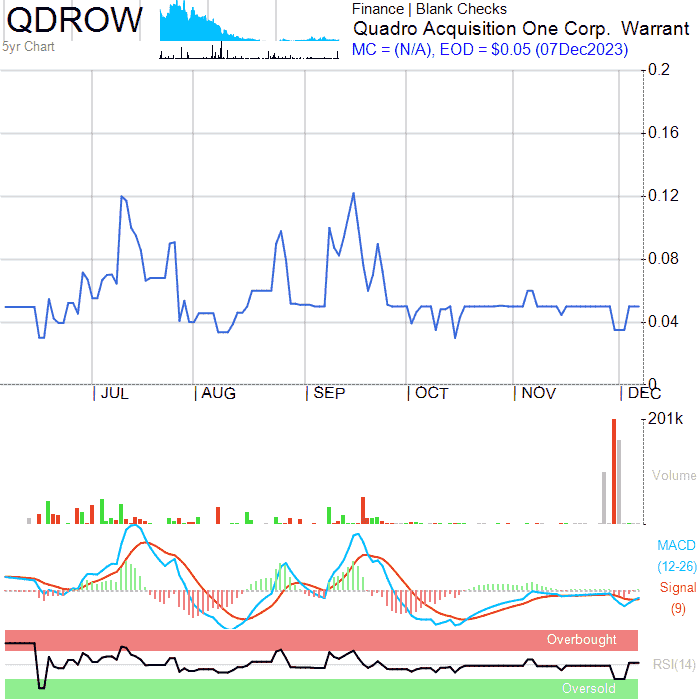 QDROW
5yr Chart
Finance | Blank Checks
Quadro Acquisition One Corp. Warrant
MC = (N/A), EOD = $0.05 (07Dec2023)
0.2
0.16
0.12
0.08
0.04
0
JUL AUG SEP OCT NOV DEC
201k
Volume
MACD
(12-26)
Signal
(9)
Overbought
RSI(14)
Oversold